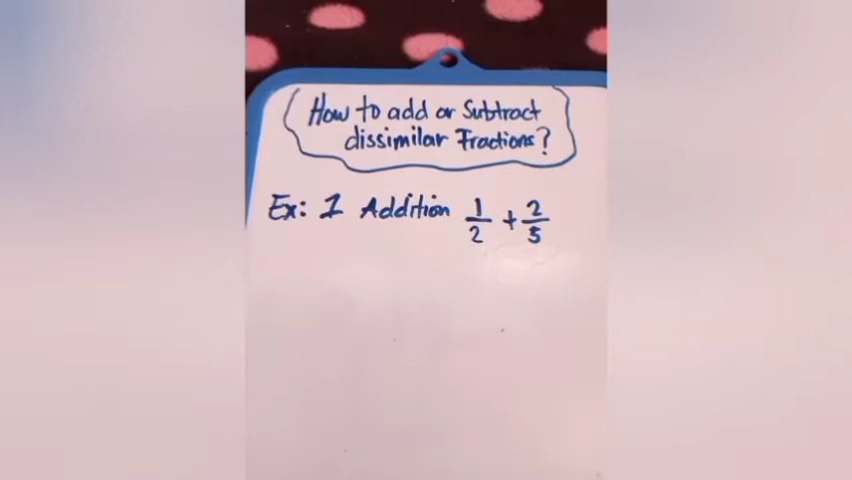 How to add or Subtract
dissimilar Fractions?
Ex: 1 Addition 1/2 + 2/5